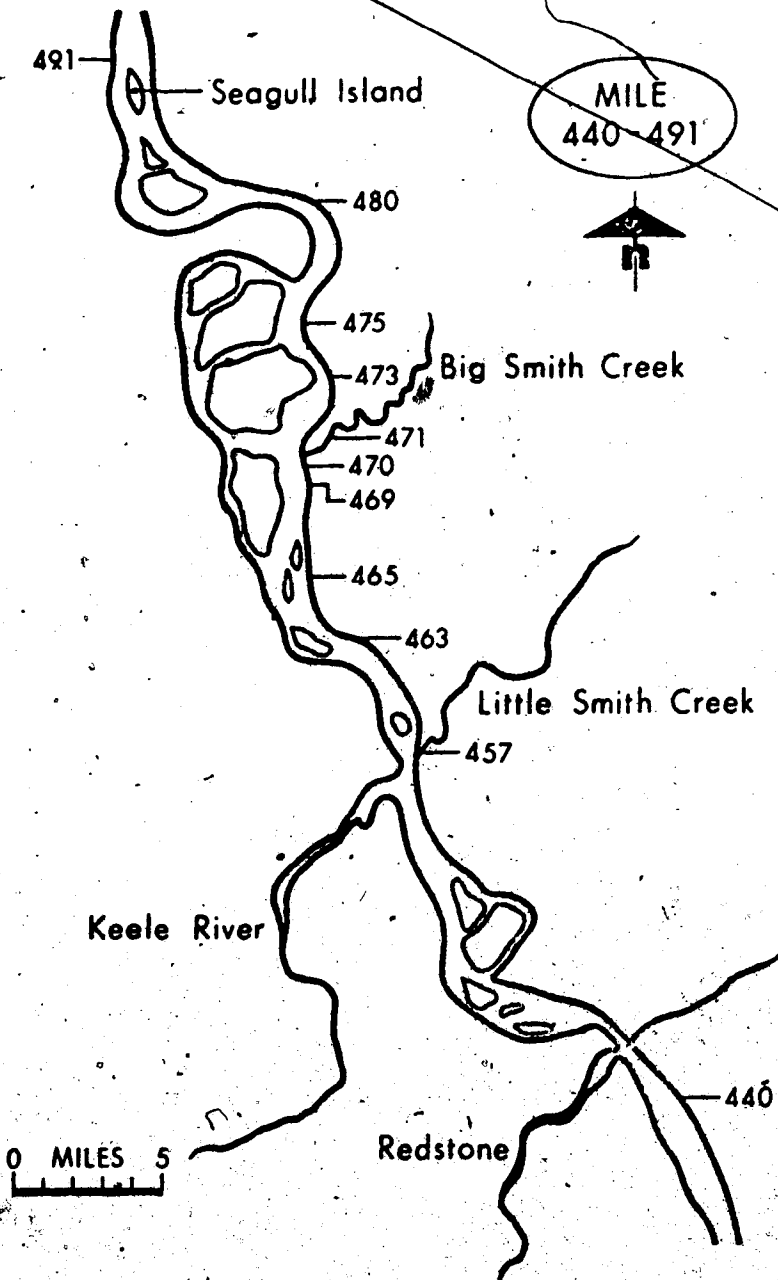 491
Seagull Island
MILE
440-491
480
n
475
473
Big Smith Creek
471
470
469
465
463
Little Smith Creek
457
Keele River
440
Redstone
0 MILES 5